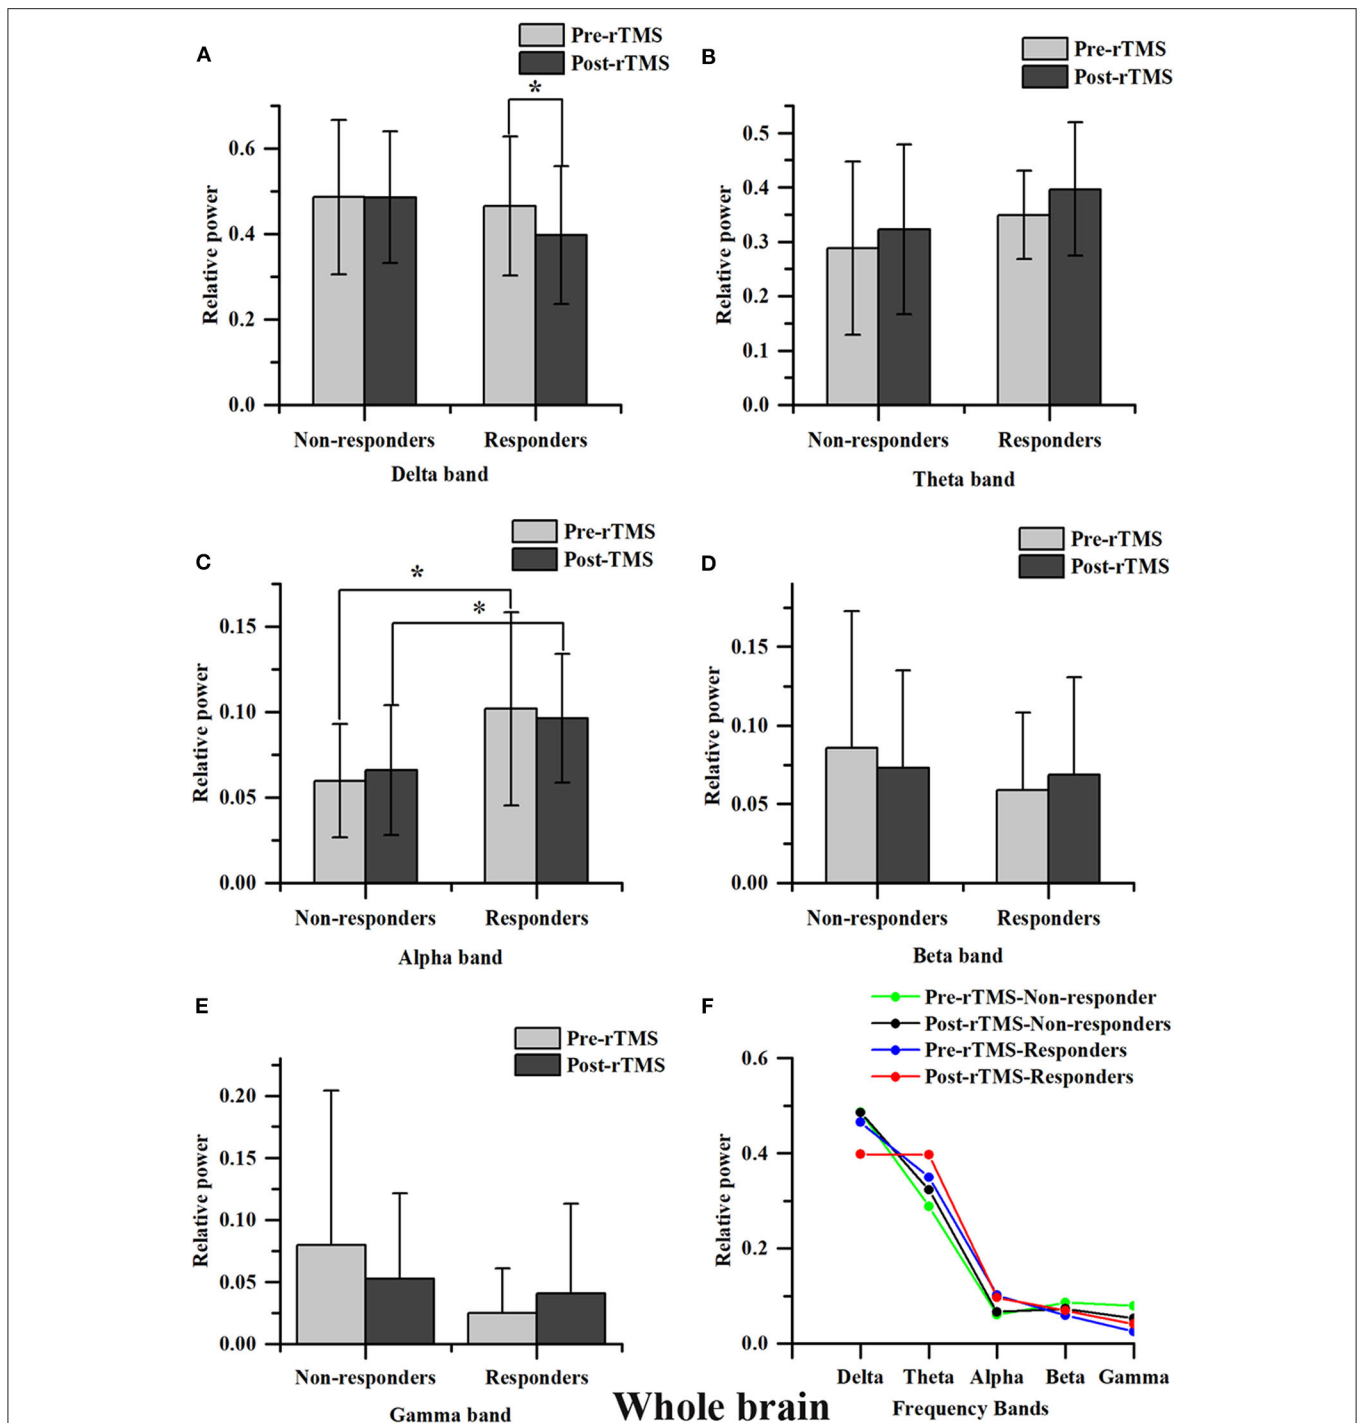 A
Pre-rTMS
Post-rTMS
*
Relative power
0.6
0.4
0.2
0.0
Non-responders
Responders
Delta band
B
Pre-rTMS
Post-rTMS
Relative power
0.5
0.4
0.3
0.2
0.1
0.0
Non-responders
Responders
Theta band
C
Pre-rTMS
Post-TMS
*
*
Relative power
0.15
0.10
0.05
0.00
Non-responders
Responders
Alpha band
D
Pre-rTMS
Post-rTMS
Relative power
0.15
0.10
0.05
0.00
Non-responders
Responders
Beta band
E
Pre-rTMS
Post-rTMS
Relative power
0.20
0.15
0.10
0.05
0.00
Non-responders
Responders
Gamma band
F
Pre-rTMS-Non-responder
Post-rTMS-Non-responders
Pre-rTMS-Responders
Post-rTMS-Responders
Relative power
0.6
0.4
0.2
0.0
Delta Theta Alpha Beta Gamma
Frequency Bands
Whole brain